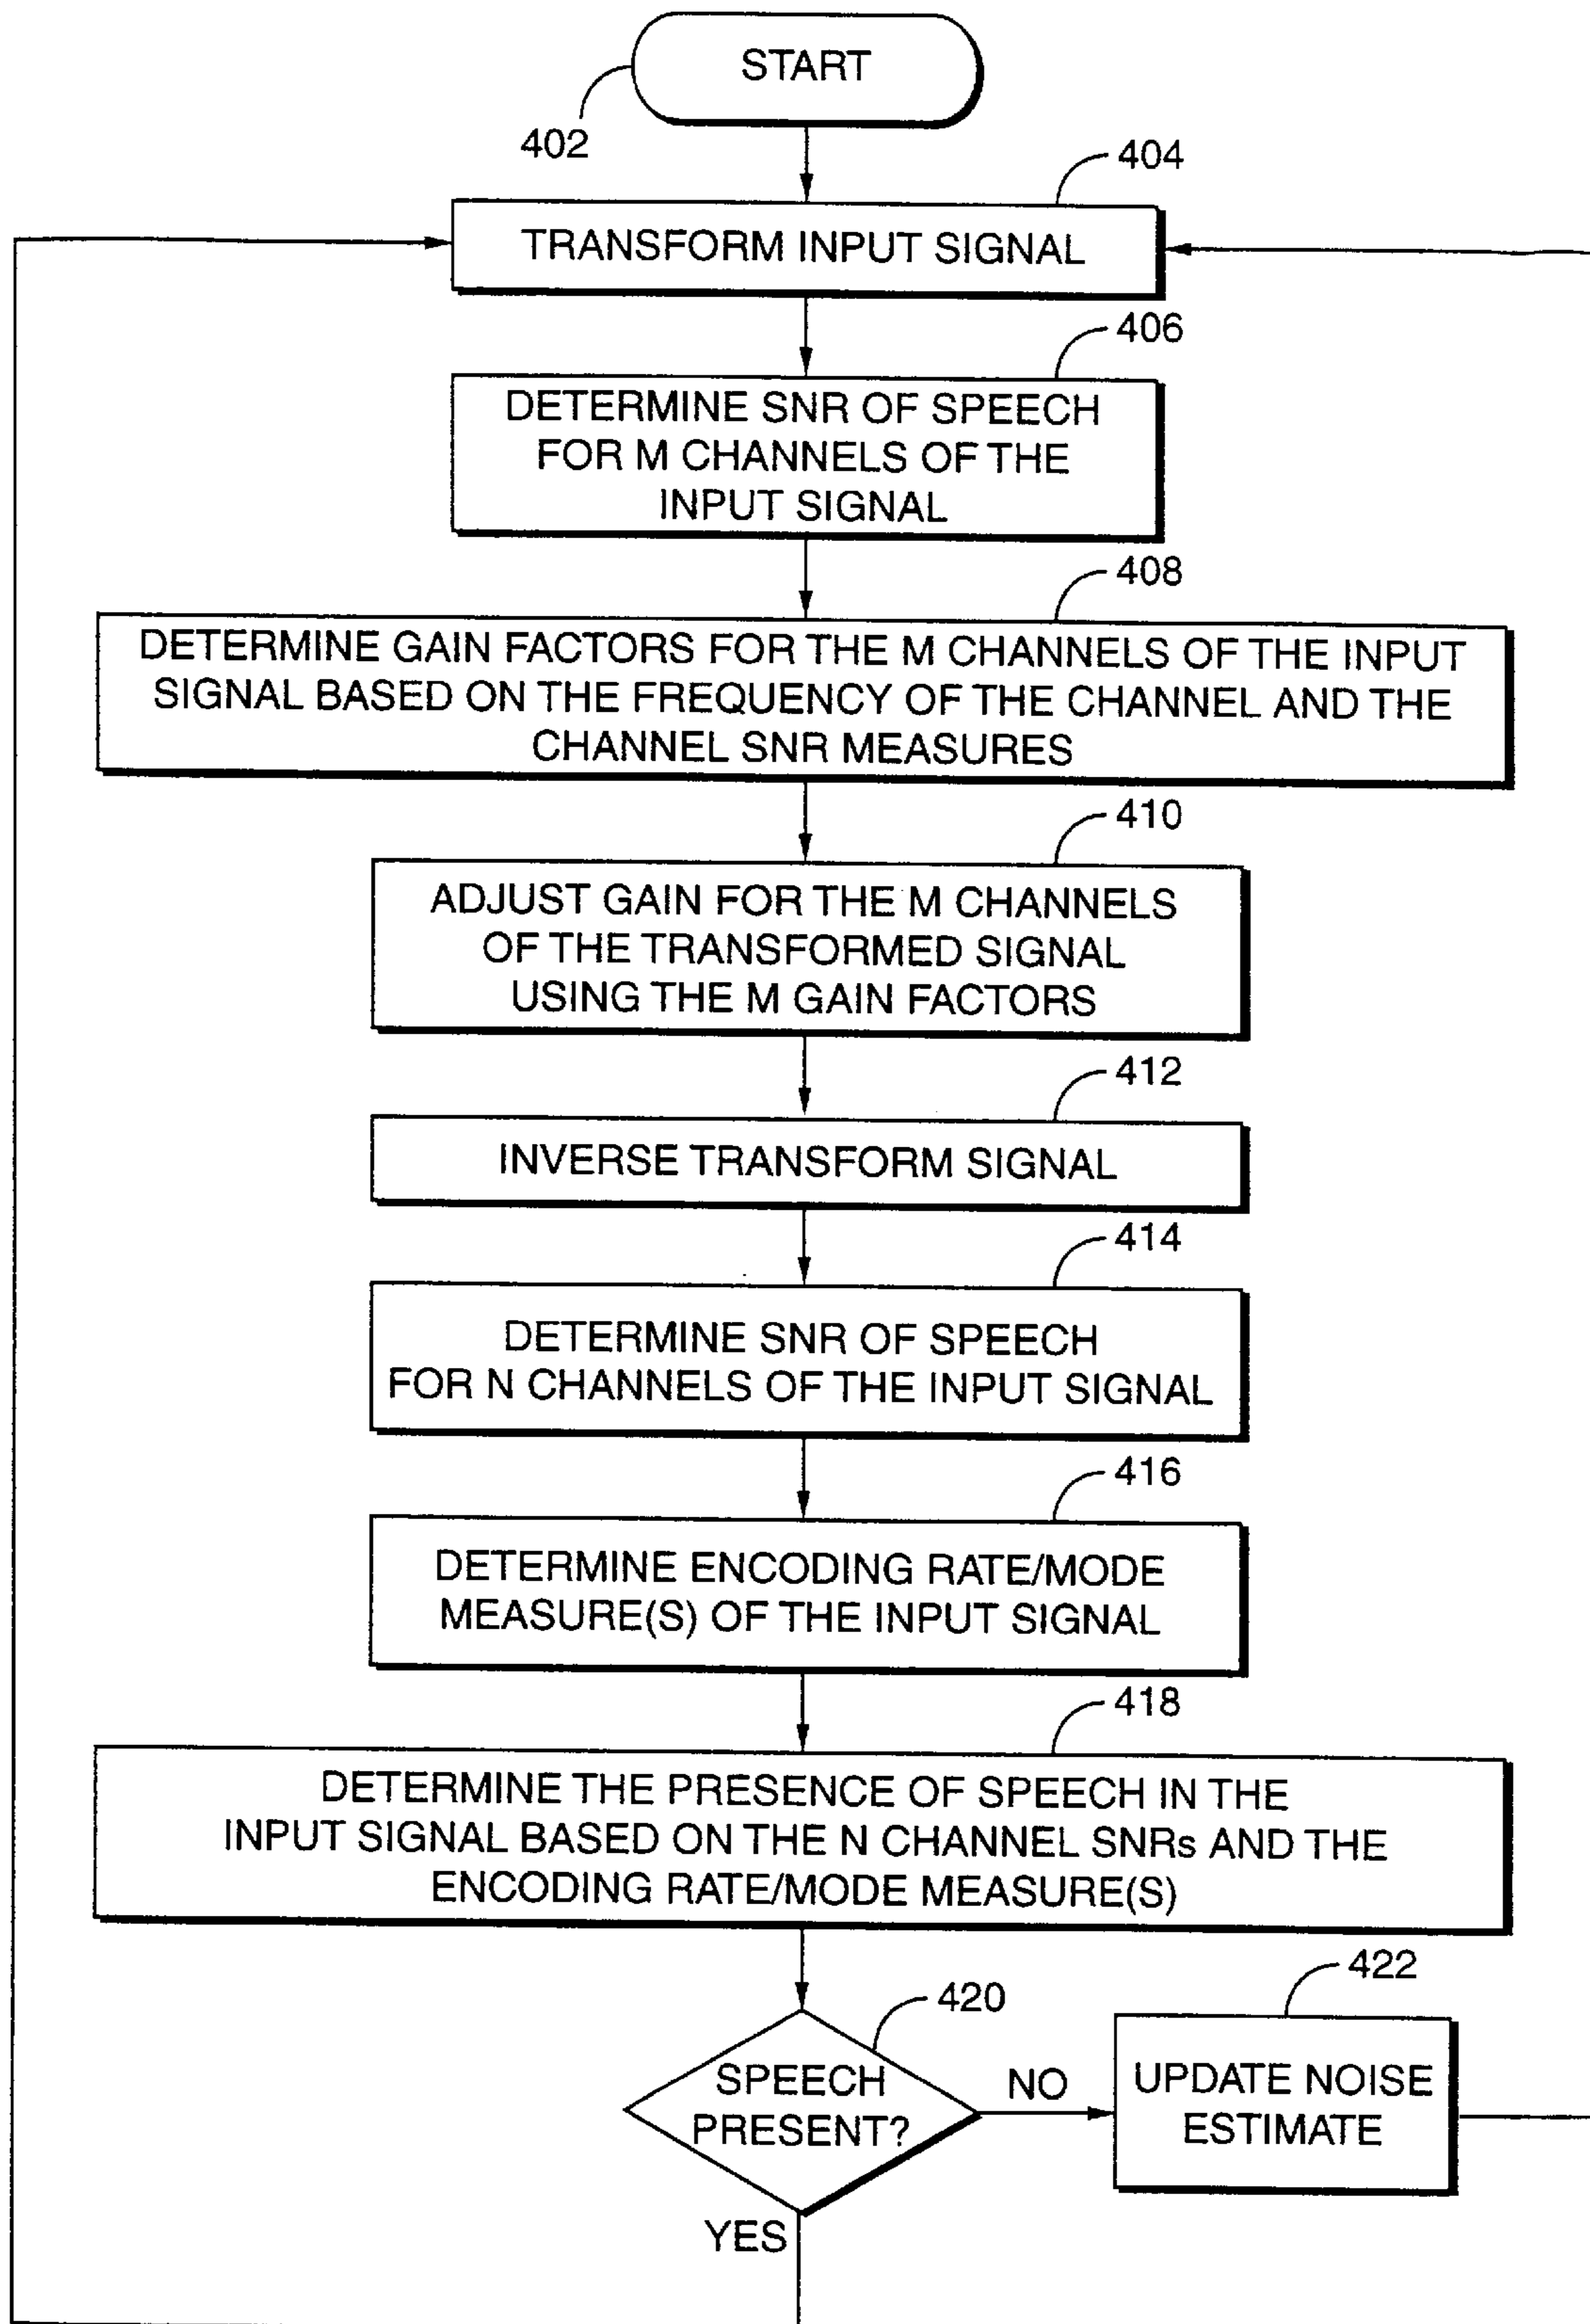 START
402
404
TRANSFORM INPUT SIGNAL
406
DETERMINE SNR OF SPEECH
FOR M CHANNELS OF THE
INPUT SIGNAL
408
DETERMINE GAIN FACTORS FOR THE M CHANNELS OF THE INPUT
SIGNAL BASED ON THE FREQUENCY OF THE CHANNEL AND THE
CHANNEL SNR MEASURES
410
ADJUST GAIN FOR THE M CHANNELS
OF THE TRANSFORMED SIGNAL
USING THE M GAIN FACTORS
412
INVERSE TRANSFORM SIGNAL
414
DETERMINE SNR OF SPEECH
FOR N CHANNELS OF THE INPUT SIGNAL
416
DETERMINE ENCODING RATE/MODE
MEASURE(S) OF THE INPUT SIGNAL
418
DETERMINE THE PRESENCE OF SPEECH IN THE
INPUT SIGNAL BASED ON THE N CHANNEL SNRs AND THE
ENCODING RATE/MODE MEASURE(S)
420
SPEECH
PRESENT?
NO
422
UPDATE NOISE
ESTIMATE
YES